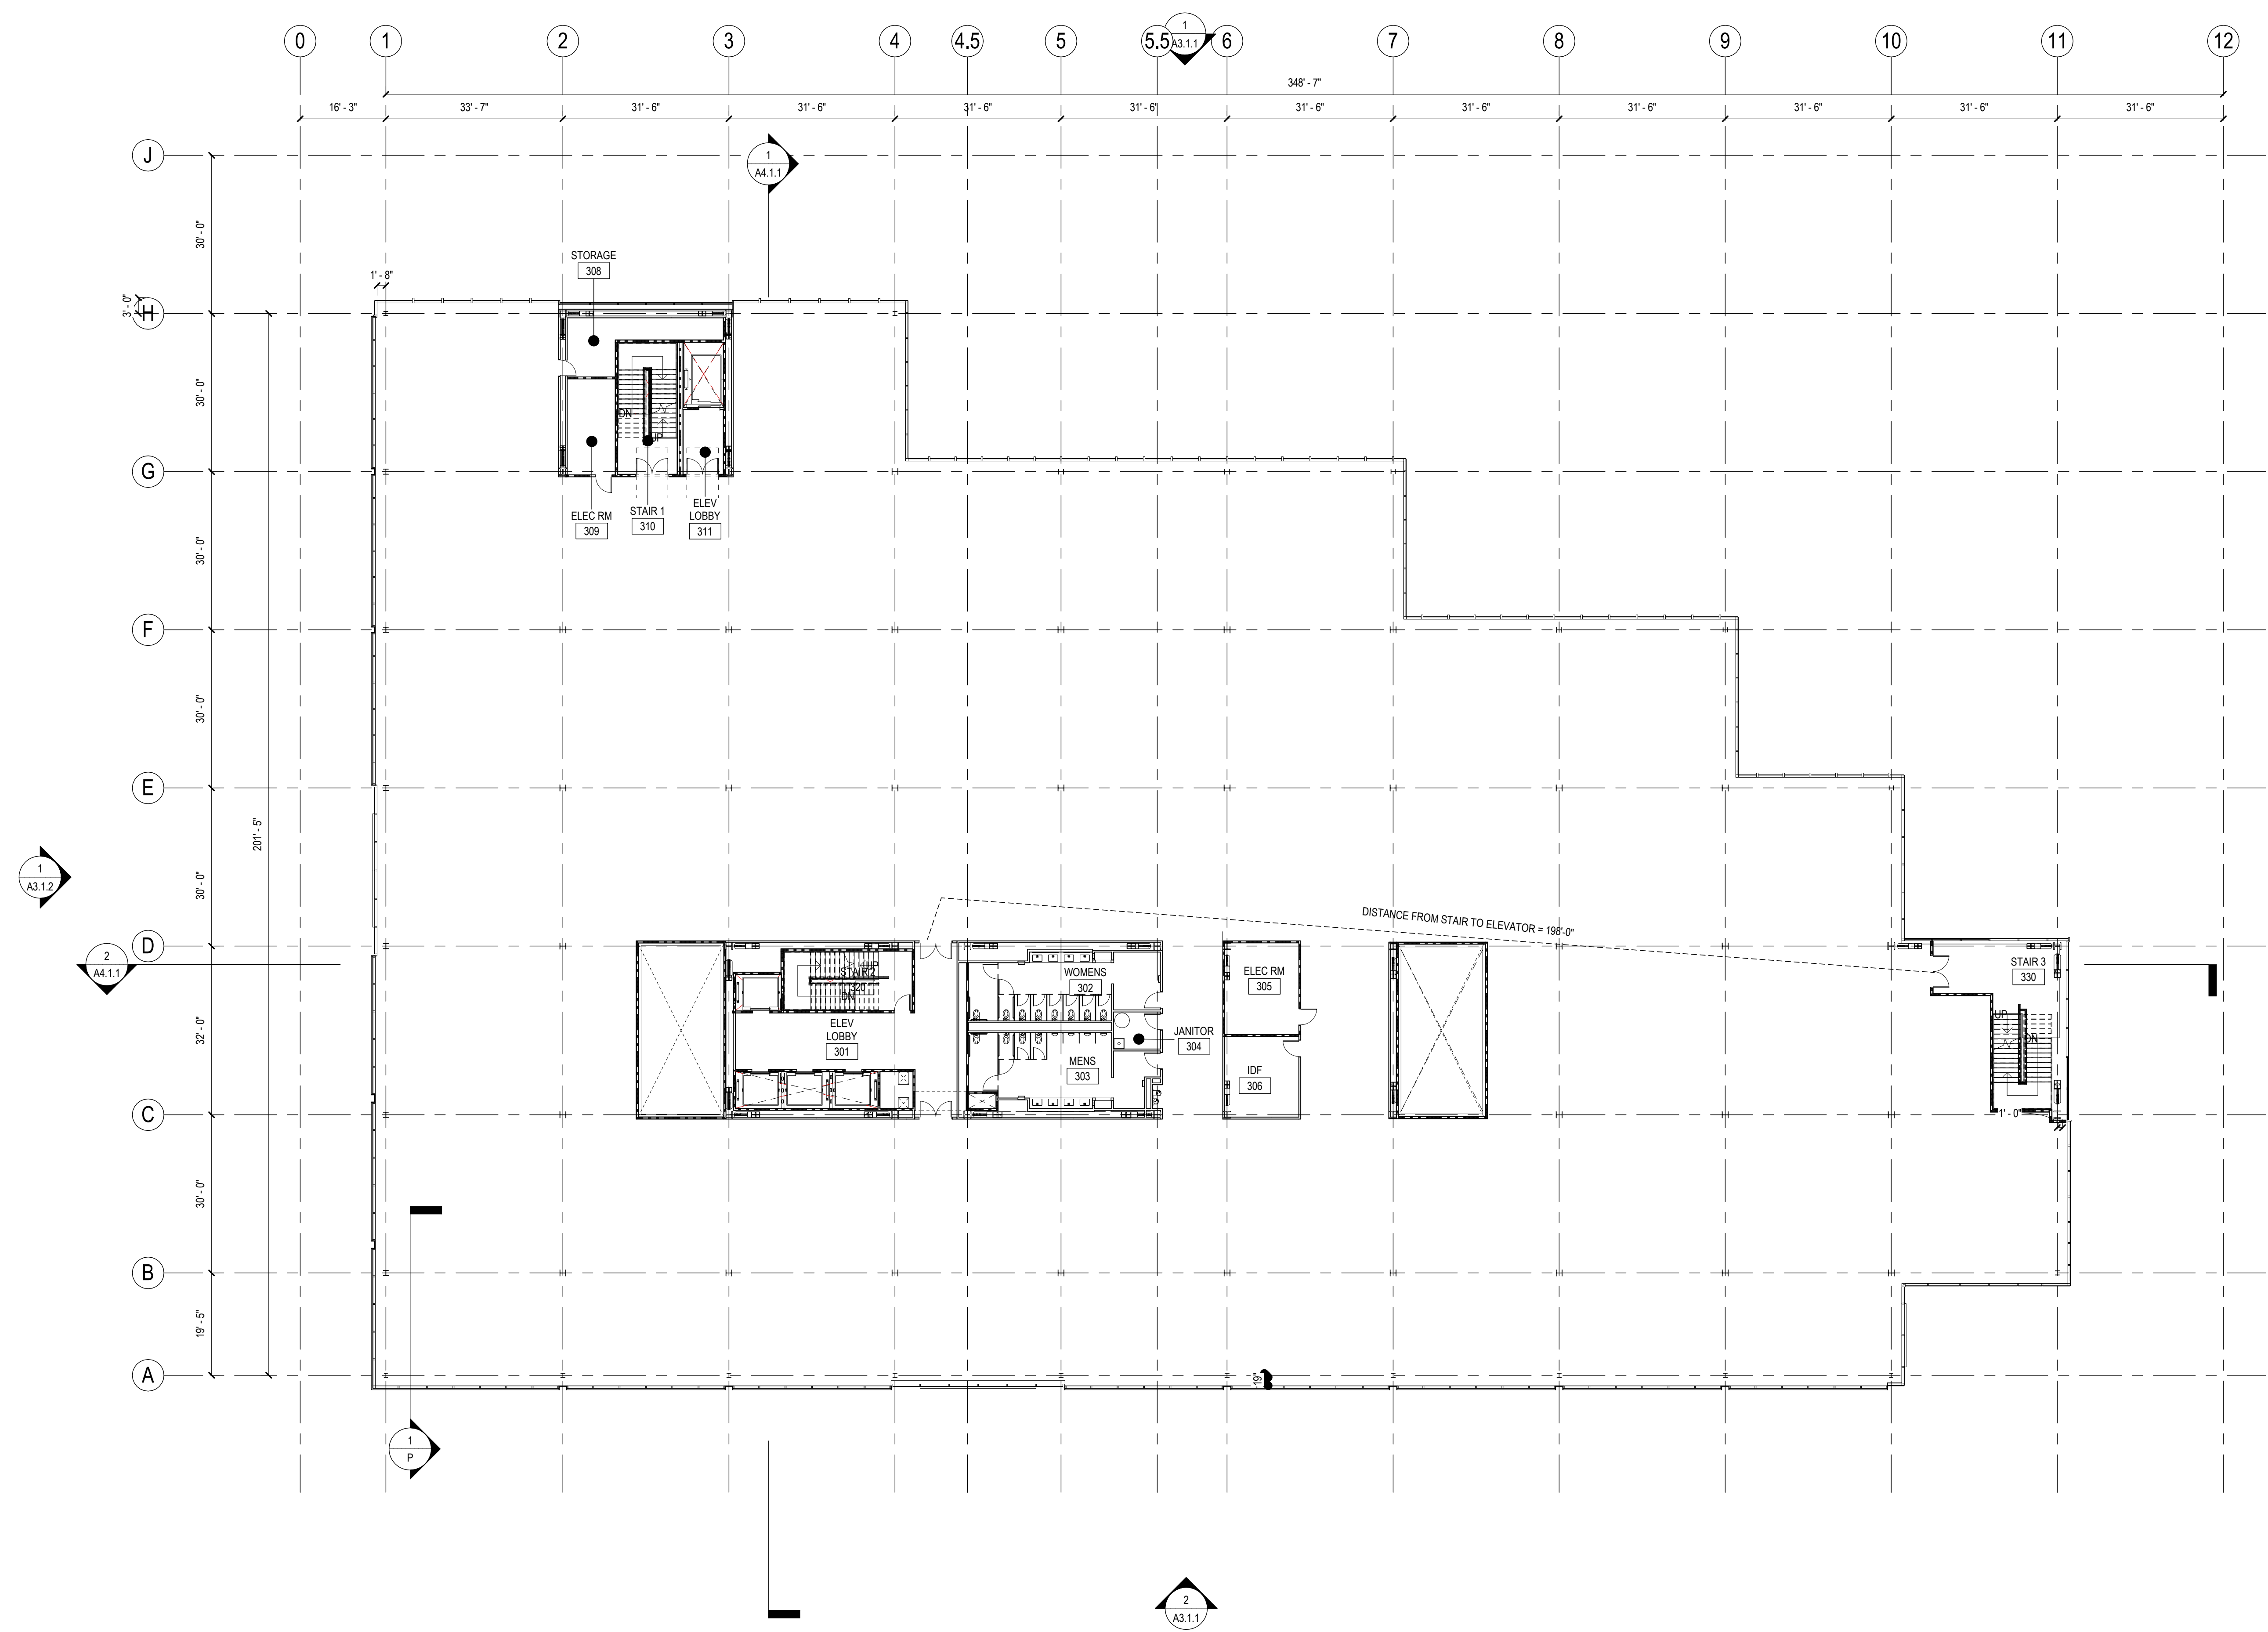 0
1
2
3
4
4.5
5
5.5
6
7
8
9
10
11
12
1
A3.1.1
348' - 7"
16' - 3"
33' - 7"
31' - 6"
31' - 6"
31' - 6"
31' - 6"
31' - 6"
31' - 6"
31' - 6"
31' - 6"
31' - 6"
31' - 6"
J
1
A4.1.1
30' - 0"
STORAGE
308
1' - 8"
3' - 0"
H
30' - 0"
DN
UP
G
ELEC RM
309
STAIR 1
310
ELEV
LOBBY
311
30' - 0"
F
30' - 0"
E
201' - 5"
1
A3.1.2
30' - 0"
DISTANCE FROM STAIR TO ELEVATOR = 198'-0"
D
2
A4.1.1
UP
STAIR 2
320
DN
WOMENS
302
ELEC RM
305
STAIR 3
330
UP
DN
32' - 0"
ELEV
LOBBY
301
JANITOR
304
MENS
303
IDF
306
C
1' - 0"
30' - 0"
B
19' - 5"
A
19"
1
P
2
A3.1.1